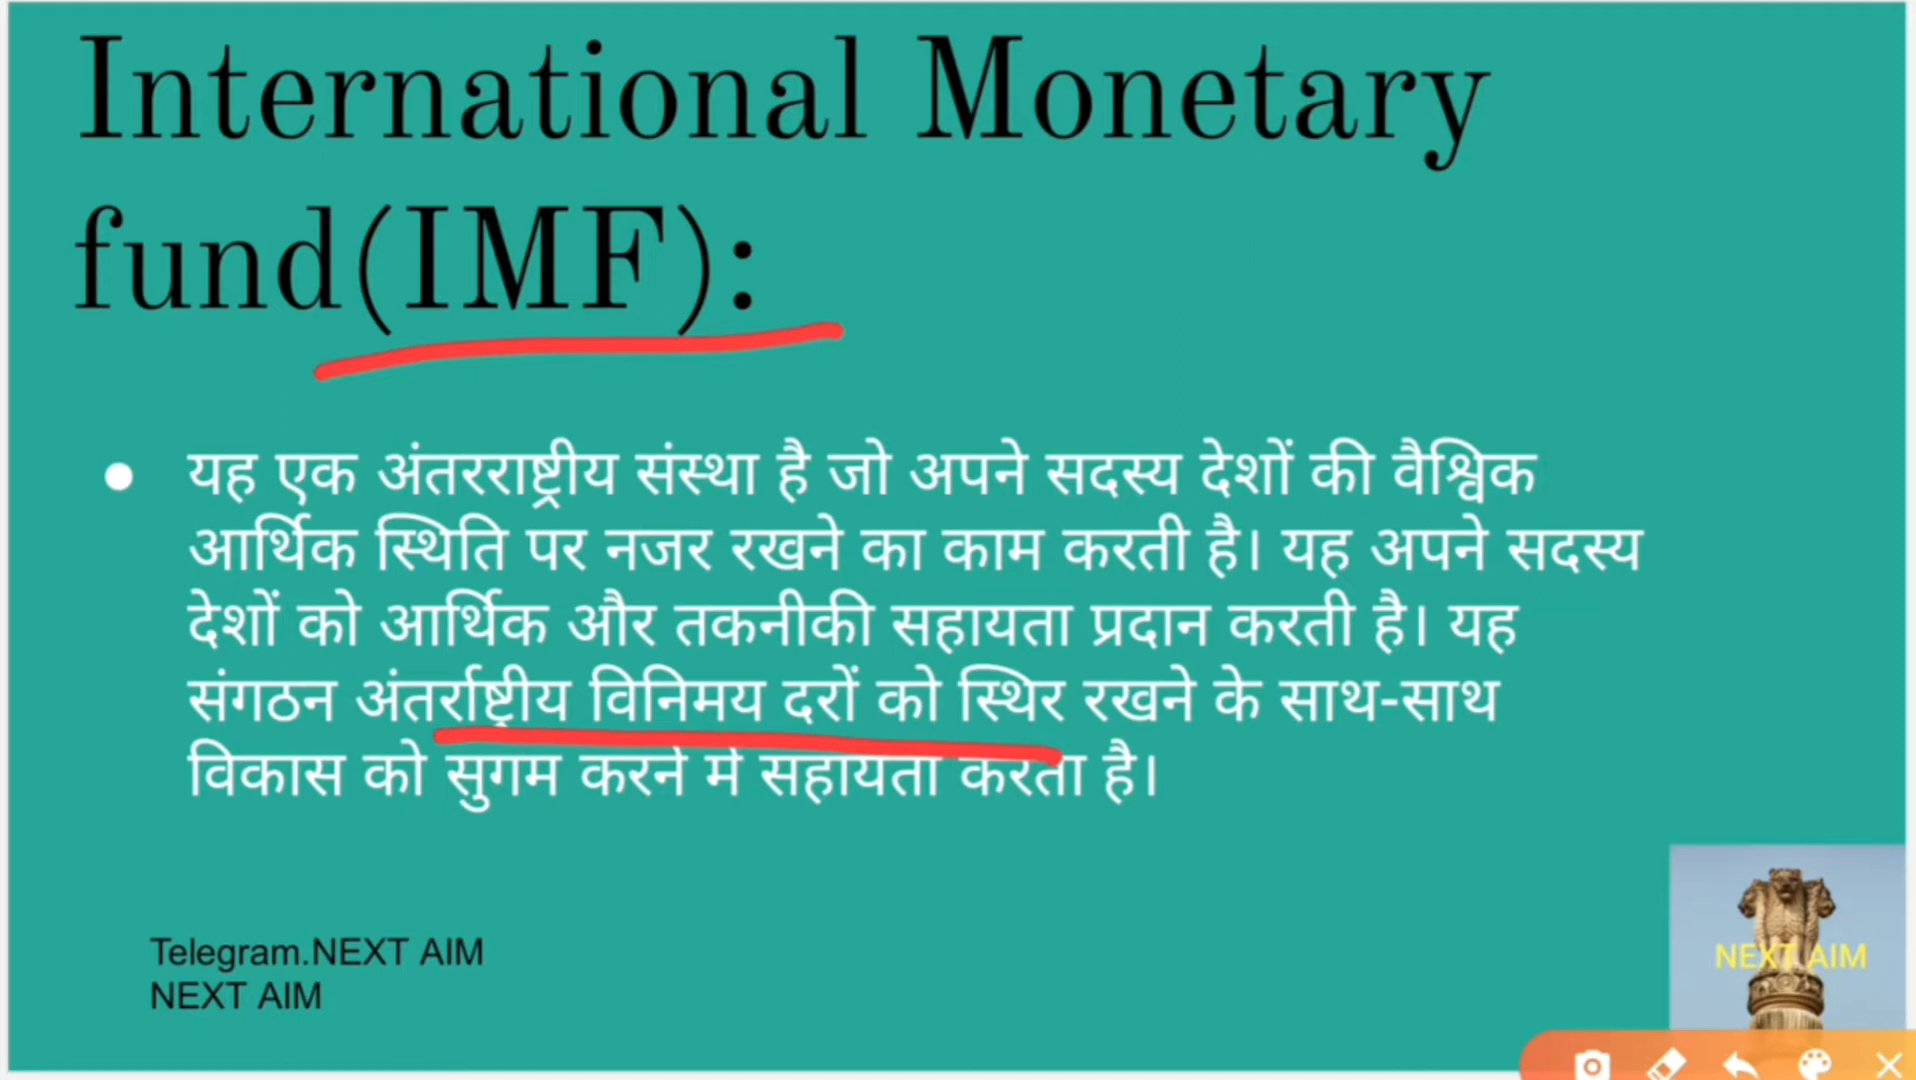 International Monetary
fund(IMF):
यह एक अंतरराष्ट्रीय संस्था है जो अपने सदस्य देशों की वैश्विक
आर्थिक स्थिति पर नजर रखने का काम करती है। यह अपने सदस्य
देशों को आर्थिक और तकनीकी सहायता प्रदान करती है। यह
संगठन अंतर्राष्ट्रीय विनिमय दरों को स्थिर रखने के साथ-साथ
विकास को सुगम करने में सहायता करता है।
Telegram.NEXT AIM
NEXT AIM
NEXT AIM